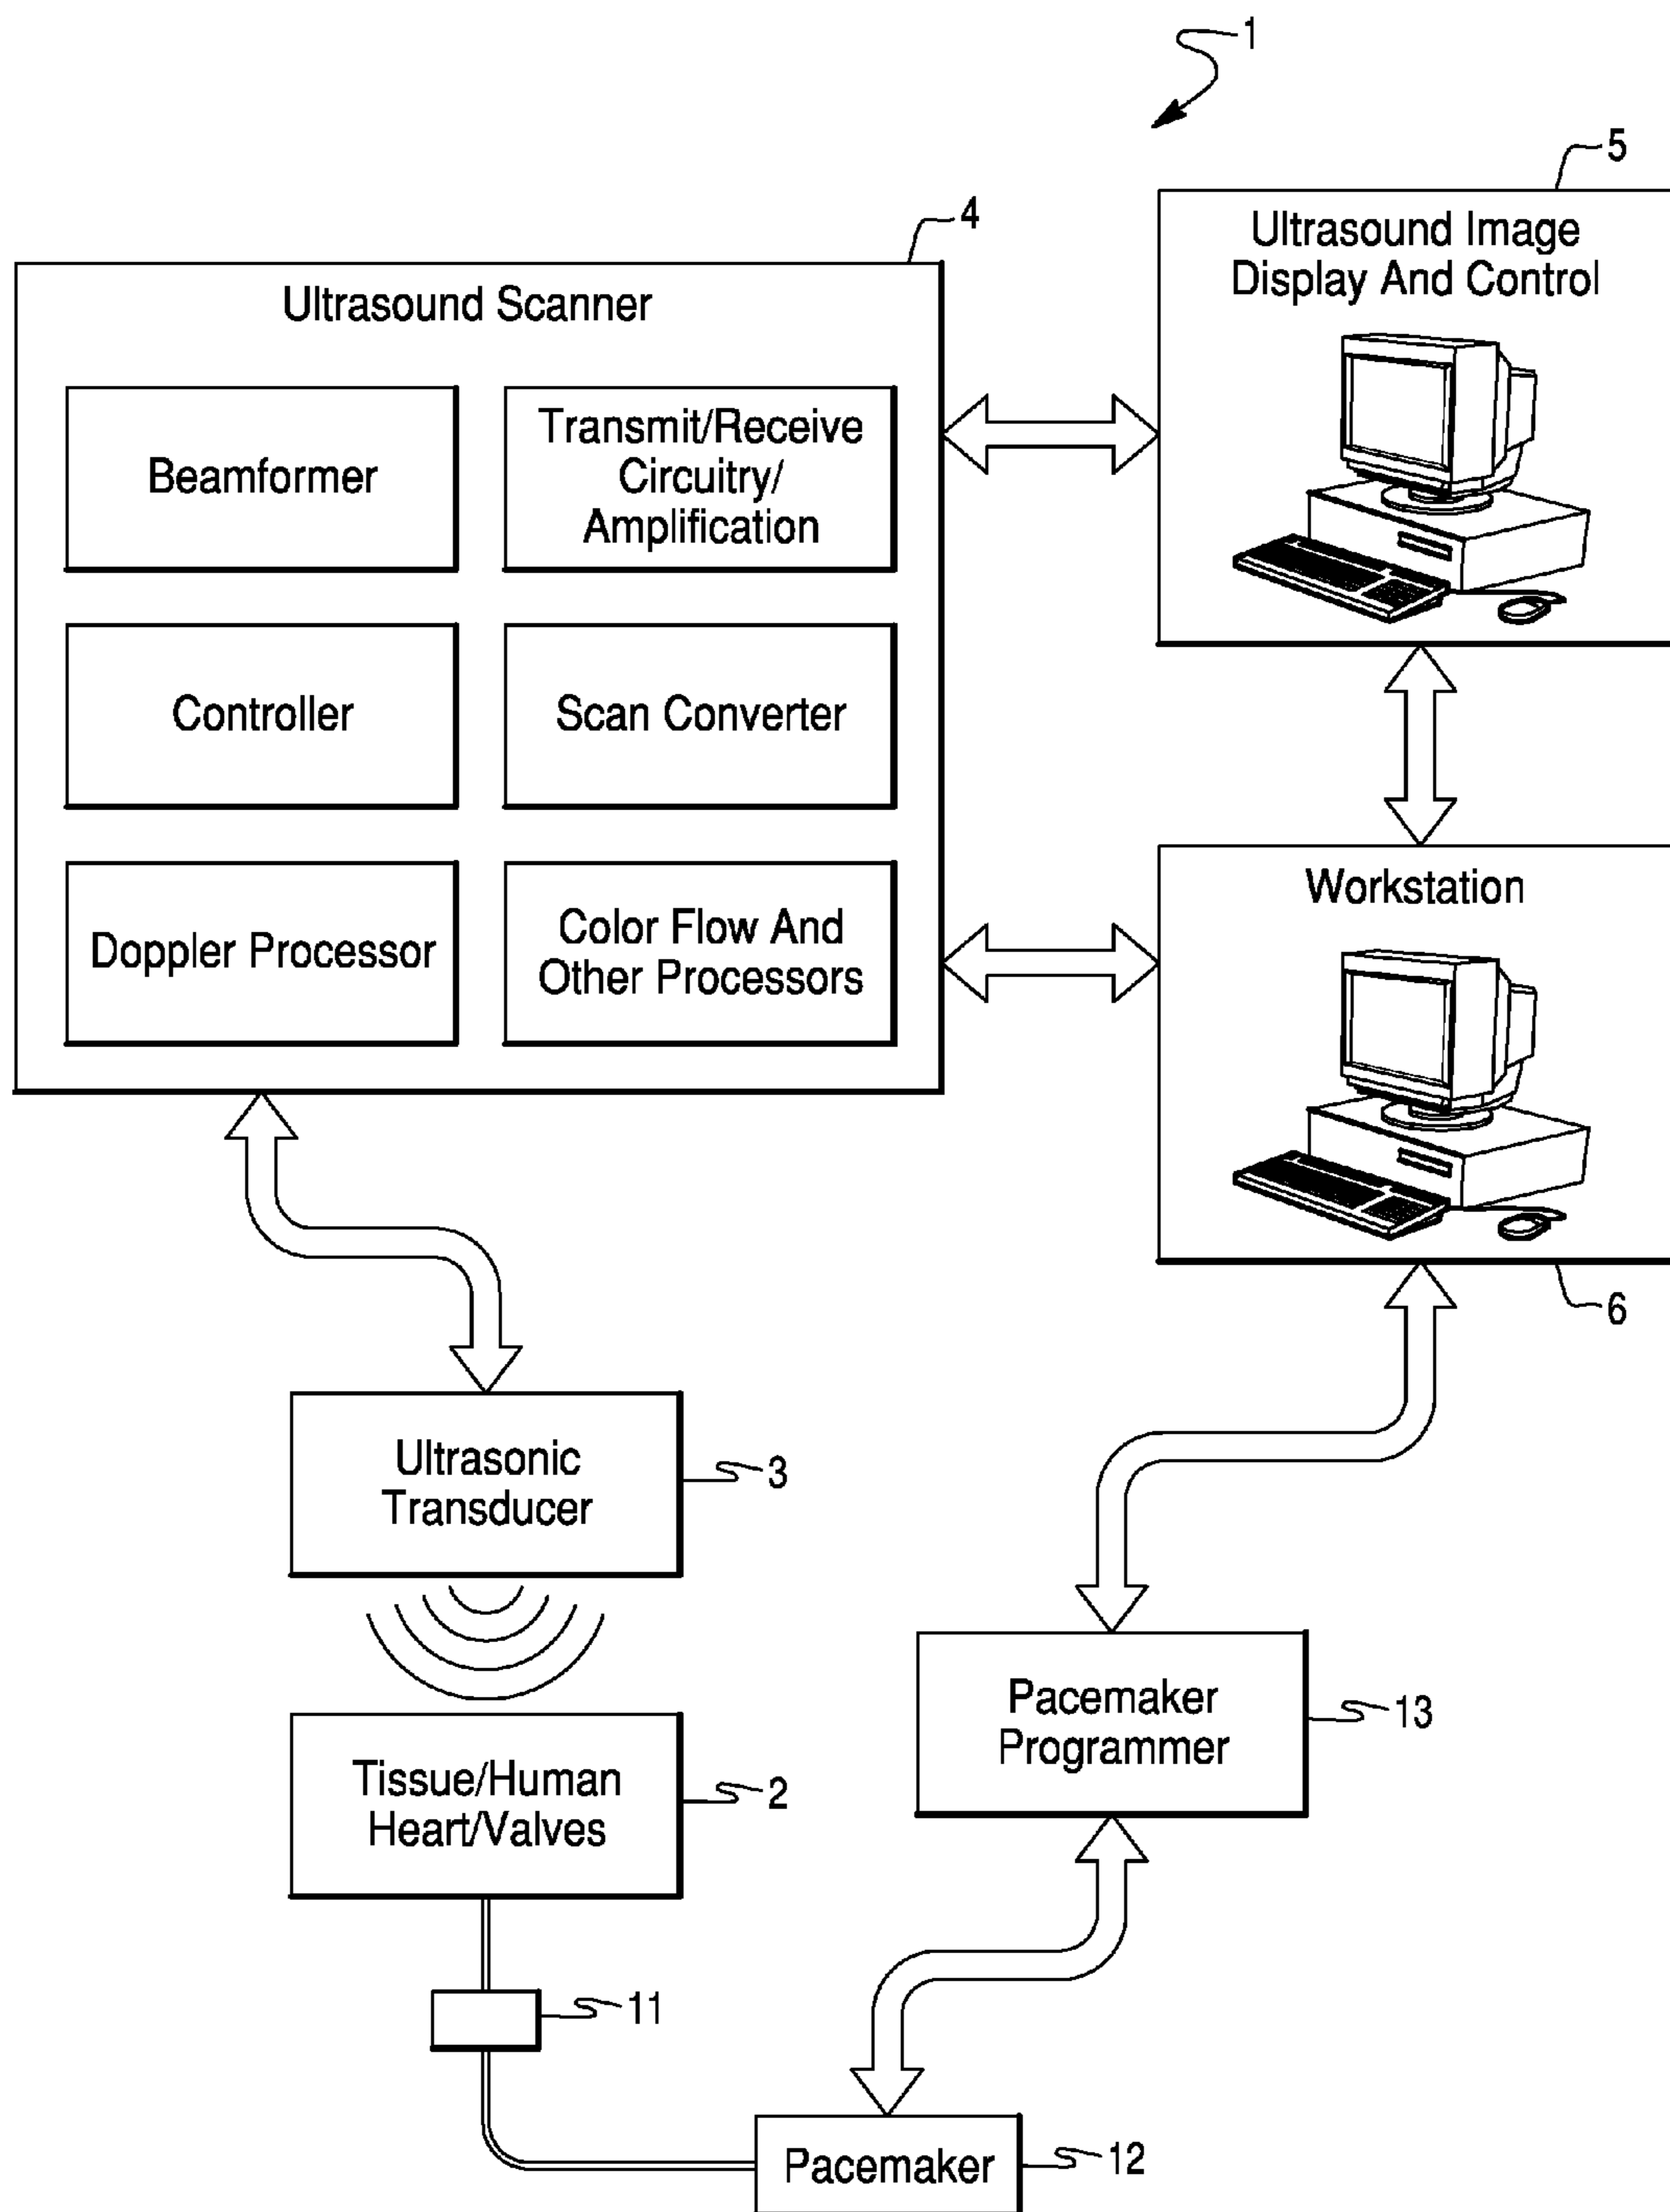 1
5
Ultrasound Image
Display And Control
4
Ultrasound Scanner
Beamformer
Transmit/Receive
Circuitry/
Amplification
Controller
Scan Converter
Workstation
Doppler Processor
Color Flow And
Other Processors
6
Ultrasonic
Transducer
3
Pacemaker
Programmer
13
Tissue/Human
Heart/Valves
2
11
Pacemaker
12